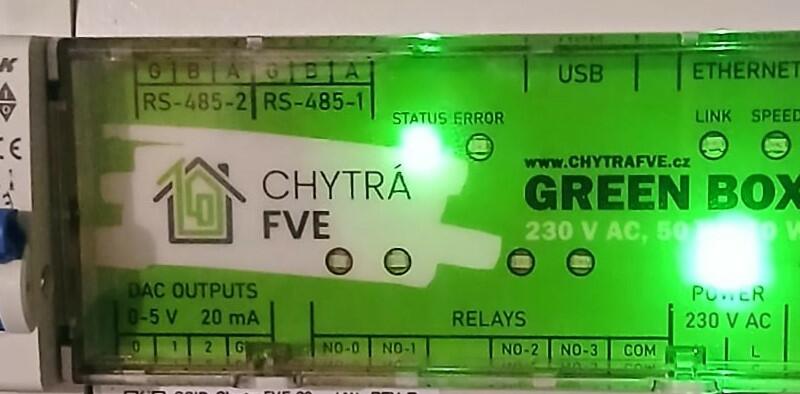 G B A G B A
RS-485-2 RS-485-1
USB
ETHERNET
STATUS ERROR
LINK SPEED
www.CHYTRAFVE.cz
GREEN BOX
230 V AC, 50
CHYTRÁ
FVE
DAC OUTPUTS
0-5 V 20 mA
0 1 2 G
RELAYS
NO-0 NO-1 NO-2 NO-3 COM
POWER
230 V AC
L
CE